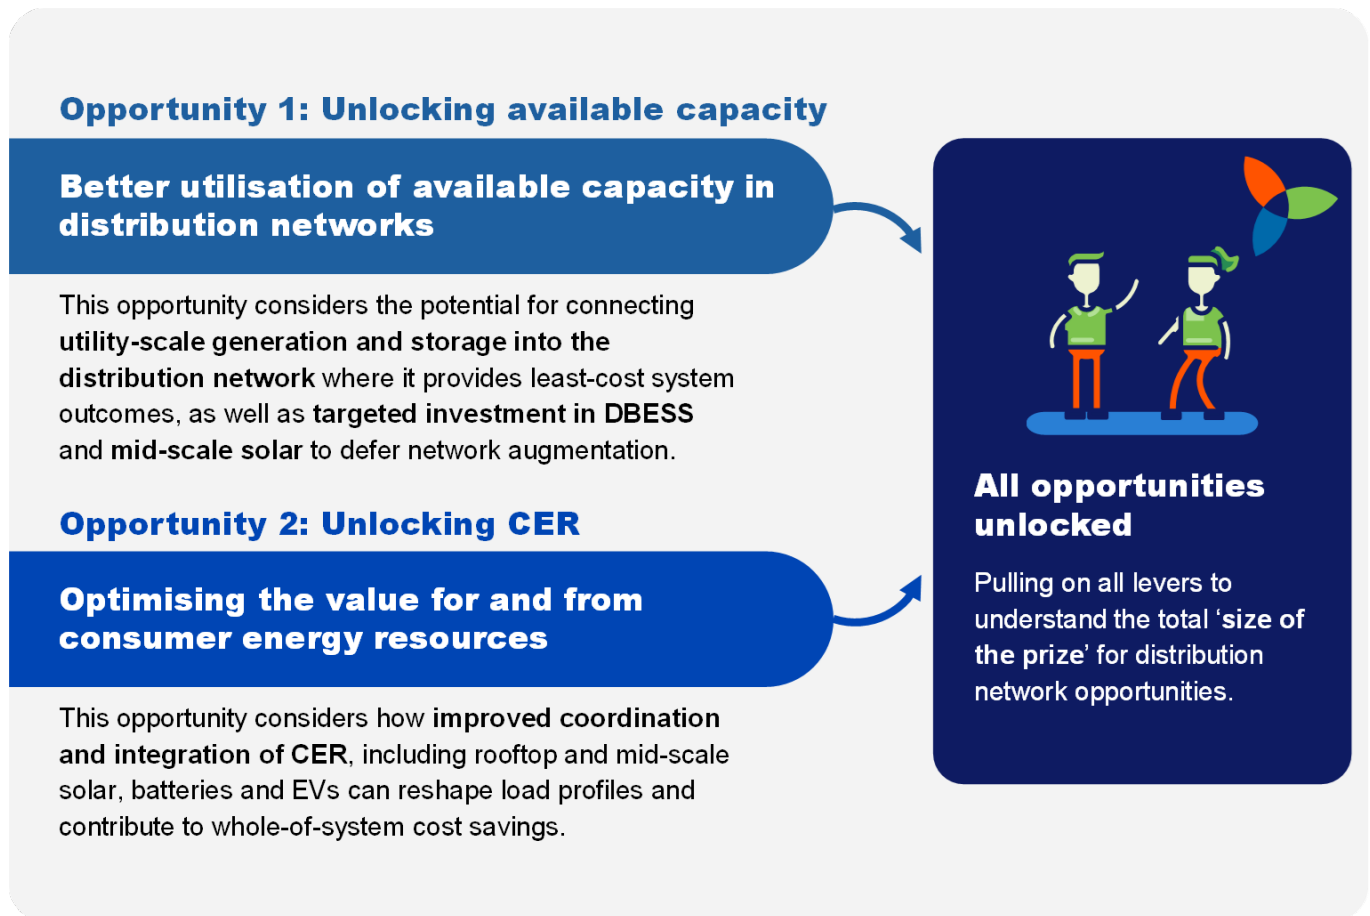 Opportunity 1: Unlocking available capacity
Better utilisation of available capacity in
distribution networks
This opportunity considers the potential for connecting
utility-scale generation and storage into the
distribution network where it provides least-cost system
outcomes, as well as targeted investment in DBESS
and mid-scale solar to defer network augmentation.
Opportunity 2: Unlocking CER
Optimising the value for and from
consumer energy resources
This opportunity considers how improved coordination
and integration of CER, including rooftop and mid-scale
solar, batteries and EVs can reshape load profiles and
contribute to whole-of-system cost savings.
All opportunities
unlocked
Pulling on all levers to
understand the total ‘size of
the prize’ for distribution
network opportunities.